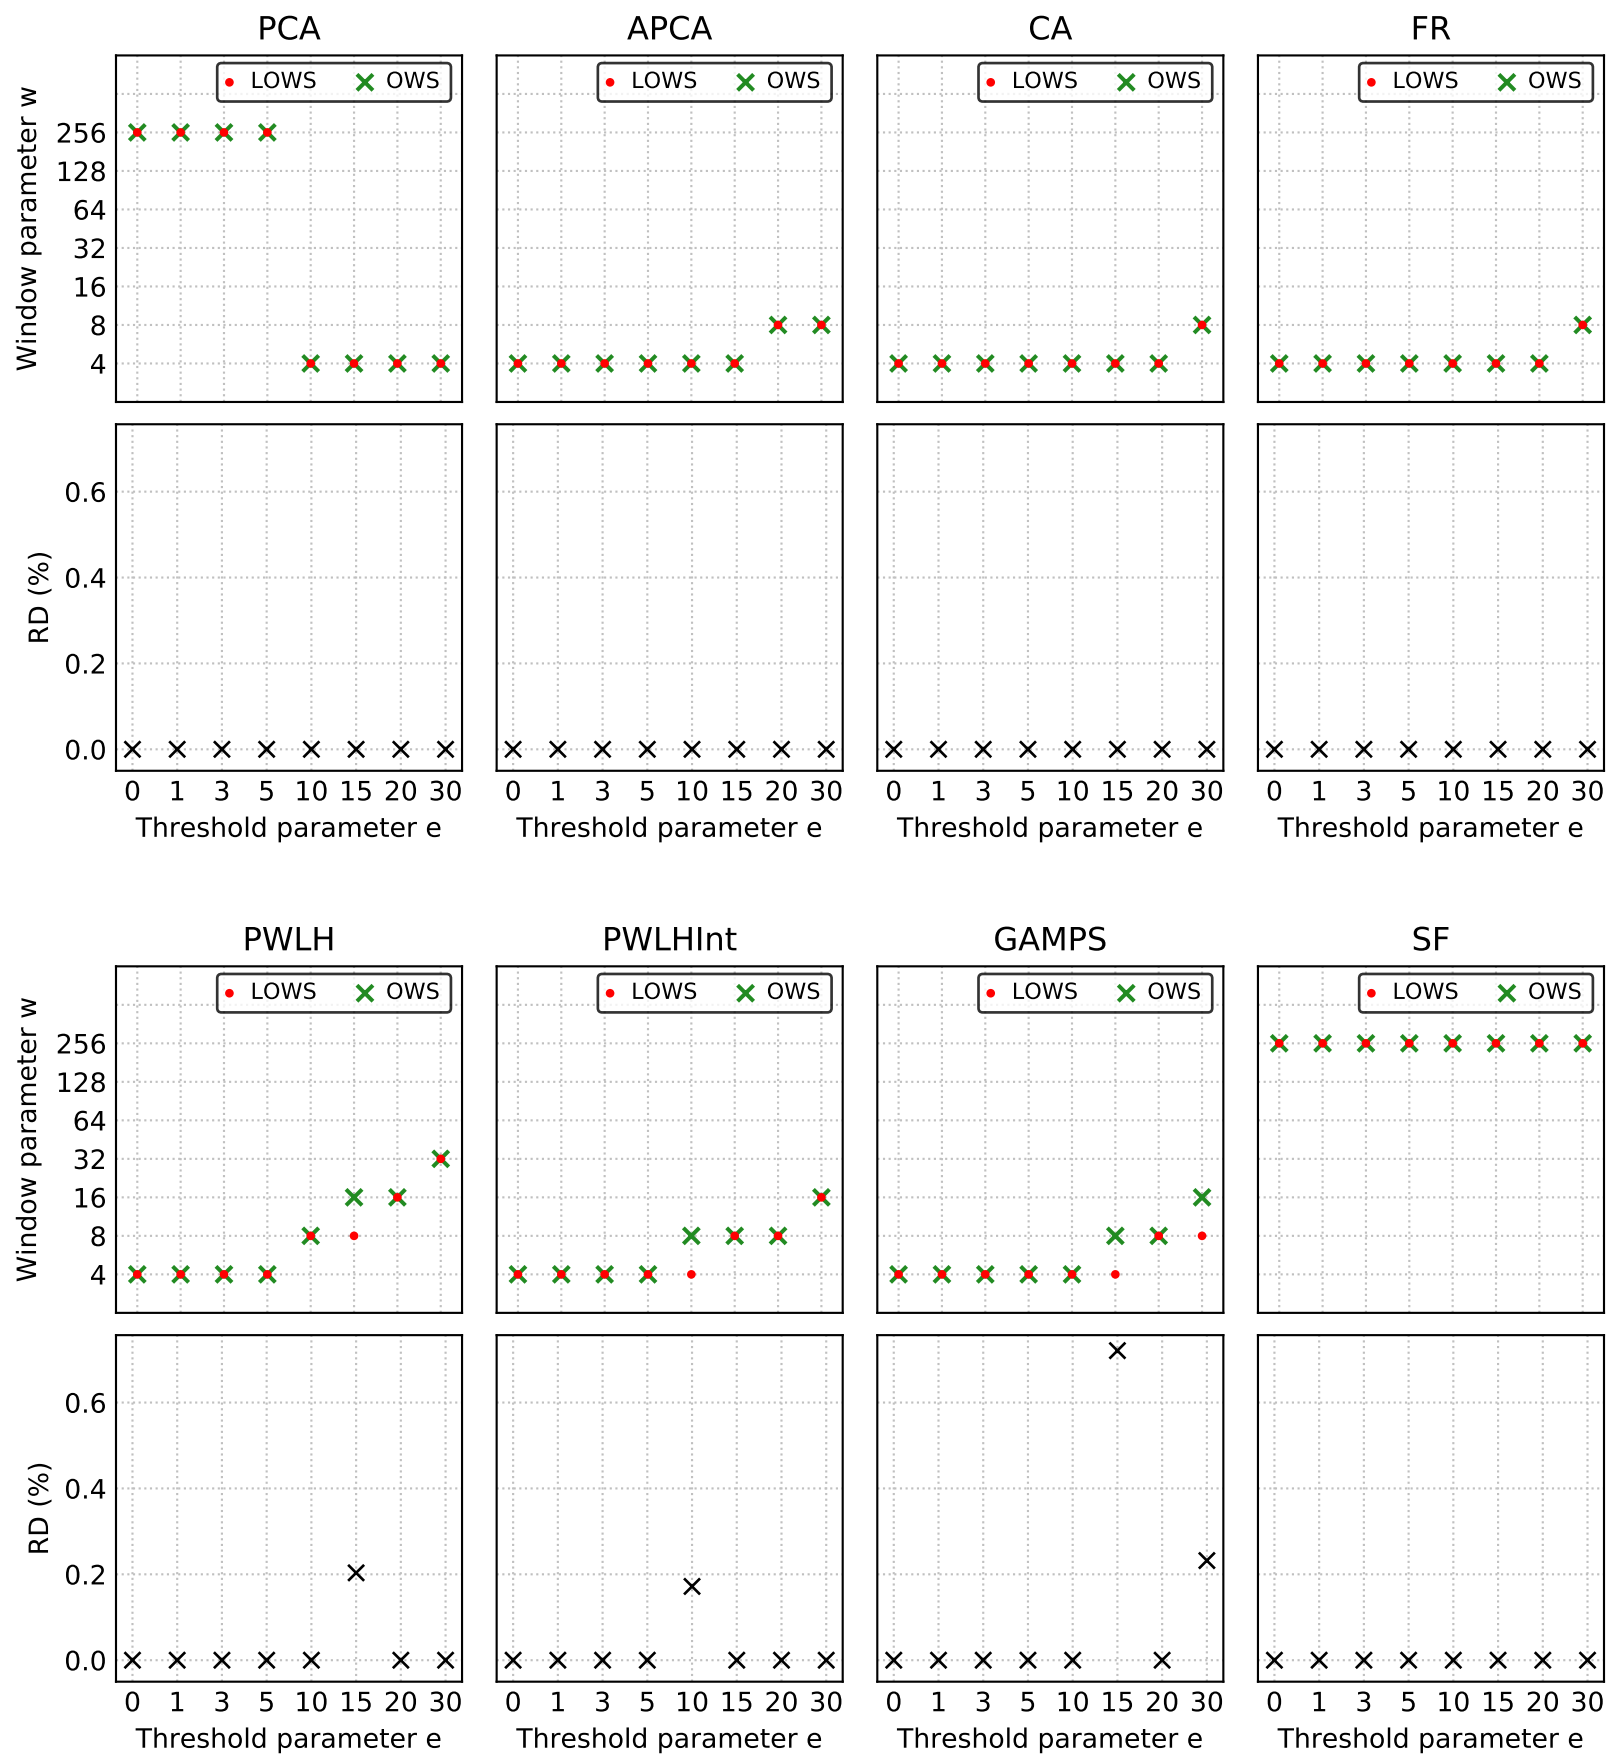 PCA APCA CA FR
LOWS OWS LOWS OWS LOWS OWS LOWS OWS
Window parameter w
256
128
64
32
16
8
4
RD (%)
0.6
0.4
0.2
0.0
0 1 3 5 10 15 20 30 0 1 3 5 10 15 20 30 0 1 3 5 10 15 20 30 0 1 3 5 10 15 20 30
Threshold parameter e Threshold parameter e Threshold parameter e Threshold parameter e
PWLH PWLHInt GAMPS SF
LOWS OWS LOWS OWS LOWS OWS LOWS OWS
Window parameter w
256
128
64
32
16
8
4
RD (%)
0.6
0.4
0.2
0.0
0 1 3 5 10 15 20 30 0 1 3 5 10 15 20 30 0 1 3 5 10 15 20 30 0 1 3 5 10 15 20 30
Threshold parameter e Threshold parameter e Threshold parameter e Threshold parameter e